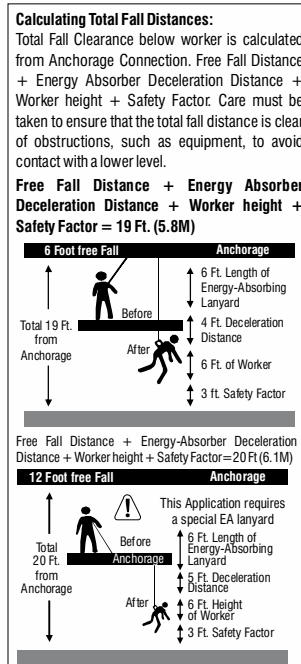 Calculating Total Fall Distances:
Total Fall Clearance below worker is calculated
from Anchorage Connection. Free Fall Distance
+ Energy Absorber Deceleration Distance +
Worker height + Safety Factor. Care must be
taken to ensure that the total fall distance is clear
of obstructions, such as equipment, to avoid
contact with a lower level.
Free Fall Distance + Energy Absorber
Deceleration Distance + Worker height +
Safety Factor = 19 Ft. (5.8M)
6 Foot free Fall Anchorage
6 Ft. Length of
Energy-Absorbing
Lanyard
Before
Total 19 Ft.
from
Anchorage
4 Ft. Deceleration
Distance
After
6 Ft. of Worker
3 ft. Safety Factor
Free Fall Distance + Energy-Absorber Deceleration
Distance + Worker height + Safety Factor=20 Ft (6.1M)
12 Foot free Fall Anchorage
This Application requires
a special EA lanyard
Before
Total
20 Ft.
from
Anchorage
Anchorage
6 Ft. Length of
Energy-Absorbing
Lanyard
5 Ft. Deceleration
Distance
After
6 Ft. Height
of Worker
3 Ft. Safety Factor